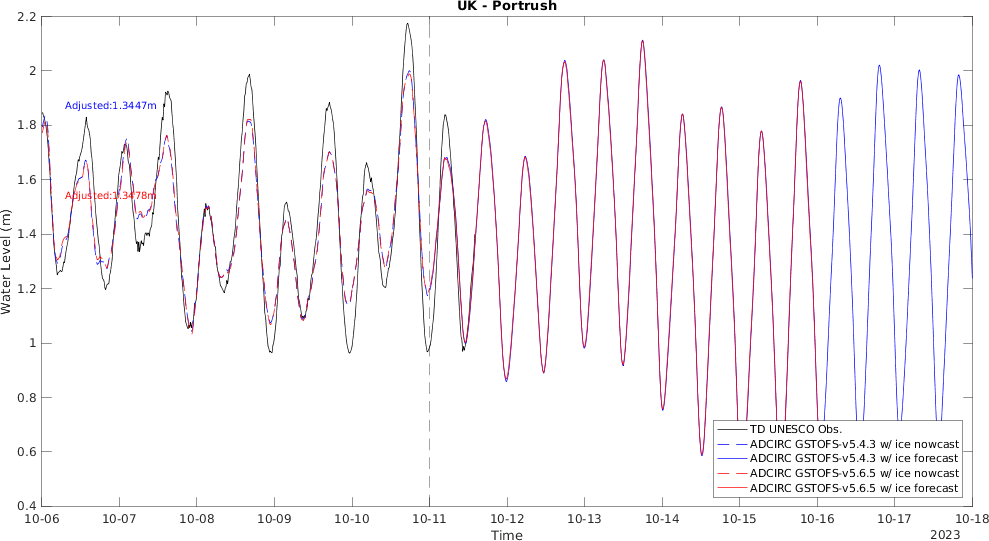 UK - Portrush
2.2
2
1.8
1.6
1.4
1.2
1
0.8
0.6
0.4
Water Level (m)
Adjusted:1.3447m
Adjusted:1.3478m
TD UNESCO Obs.
ADCIRC GSTOFS-v5.4.3 w/ ice nowcast
ADCIRC GSTOFS-v5.4.3 w/ ice forecast
ADCIRC GSTOFS-v5.6.5 w/ ice nowcast
ADCIRC GSTOFS-v5.6.5 w/ ice forecast
10-06 10-07 10-08 10-09 10-10 10-11 10-12 10-13 10-14 10-15 10-16 10-17 10-18
Time
2023